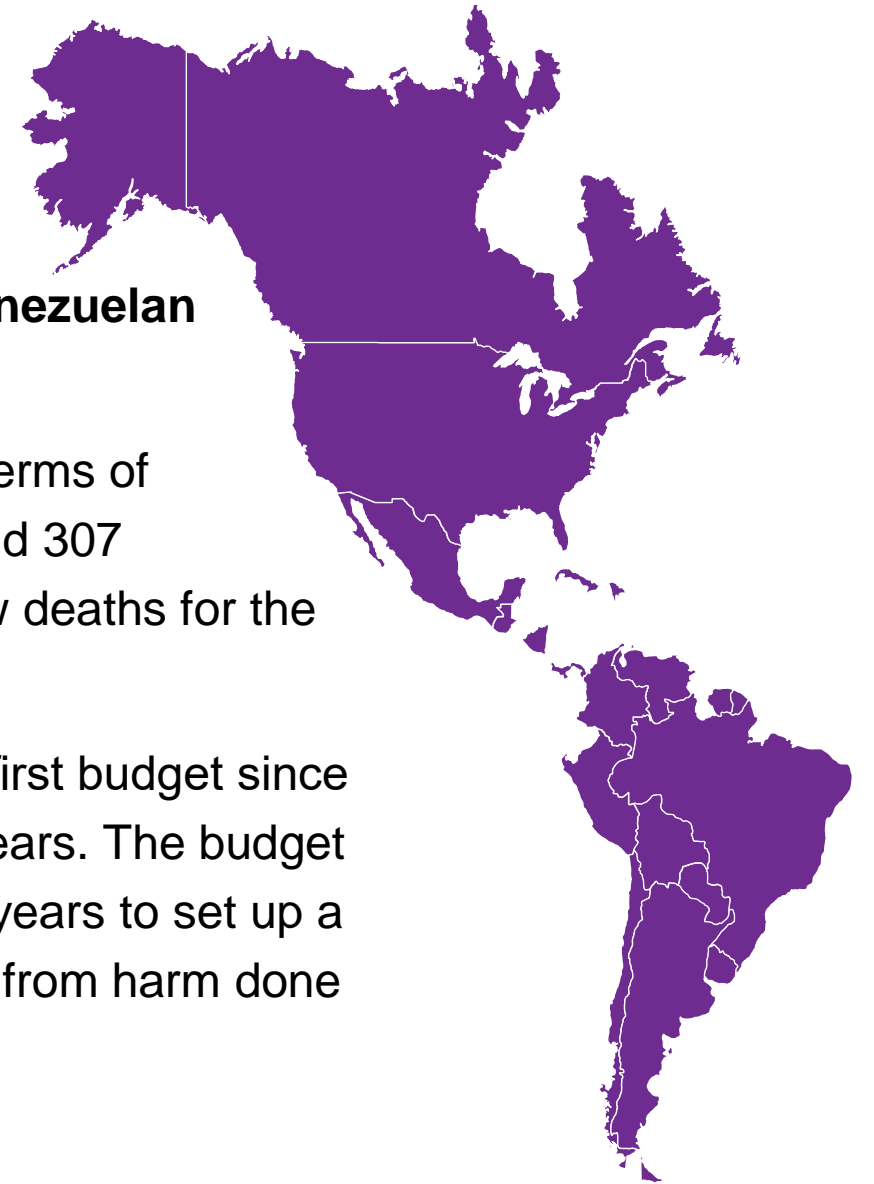 nezuelan
erms of
d 307
deaths for the
irst budget since
ears. The budget
years to set up a
from harm done